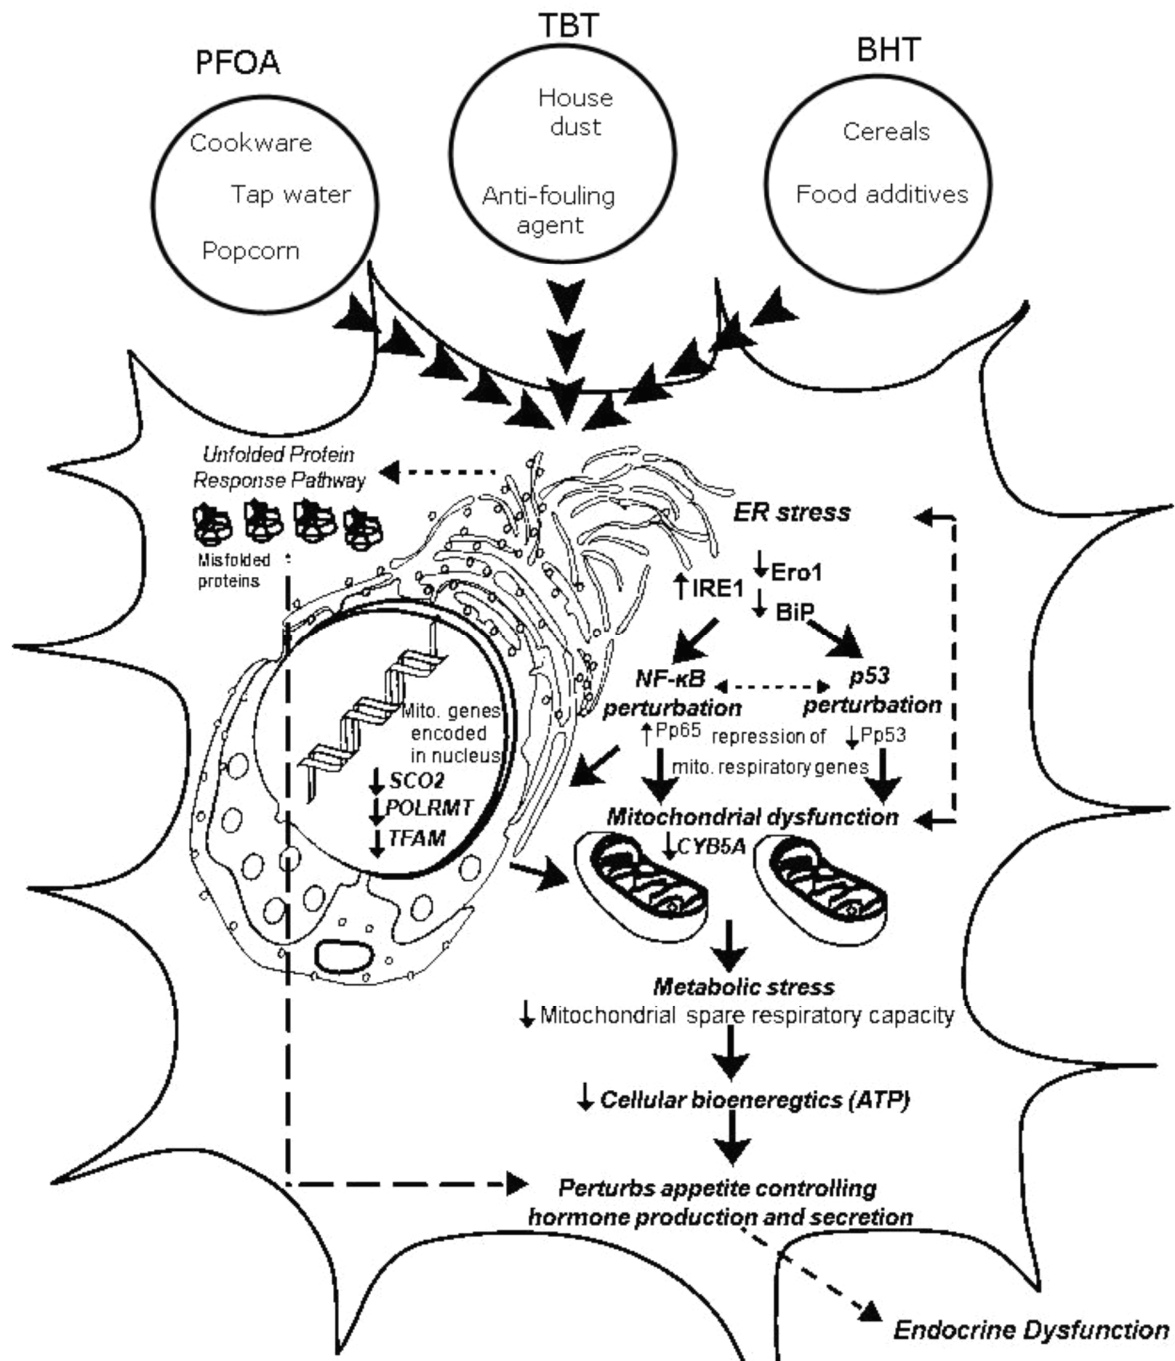 PFOA
TBT
BHT
Cookware
Tap water
Popcorn
House
dust
Anti-fouling
agent
Cereals
Food additives
Unfolded Protein
Response Pathway
Misfolded
proteins
ER stress
↑IRE1
↓Ero1
↓BiP
NF-κB
perturbation
p53
perturbation
↑Pp65
repression of
↓Pp53
mito. respiratory genes
Mito. genes
encoded
in nucleus
↓SCO2
↓POLRMT
↓TFAM
Mitochondrial dysfunction
↓CYB5A
Metabolic stress
↓Mitochondrial spare respiratory capacity
↓Cellular bioeneregtics (ATP)
Perturbs appetite controlling
hormone production and secretion
Endocrine Dysfunction